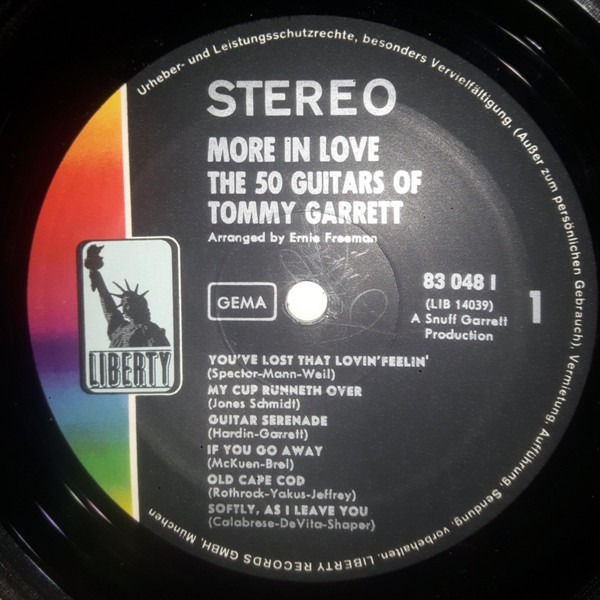 Urheber- und Leistungsschutzrechte, besonders Vervielfältigung, (Außer zum persönlichen Gebrauch), Vermietung, Aufführung, Sendung, vorbehalten. LIBERTY RECORDS GMBH, München
STEREO
MORE IN LOVE
THE 50 GUITARS OF
TOMMY GARRETT
Arranged by Ernie Freeman
GEMA
83 048 I
(LIB 14039)
A Snuff Garrett
Production
1
LIBERTY
YOU'VE LOST THAT LOVIN'FEELIN'
(Spector-Mann-Weil)
MY CUP RUNNETH OVER
(Jones Schmidt)
GUITAR SERENADE
(Hardin-Garrett)
IF YOU GO AWAY
(McKuen-Brel)
OLD CAPE COD
(Rothrock-Yakus-Jeffrey)
SOFTLY, AS I LEAVE YOU
(Calabrese-DeVita-Shaper)